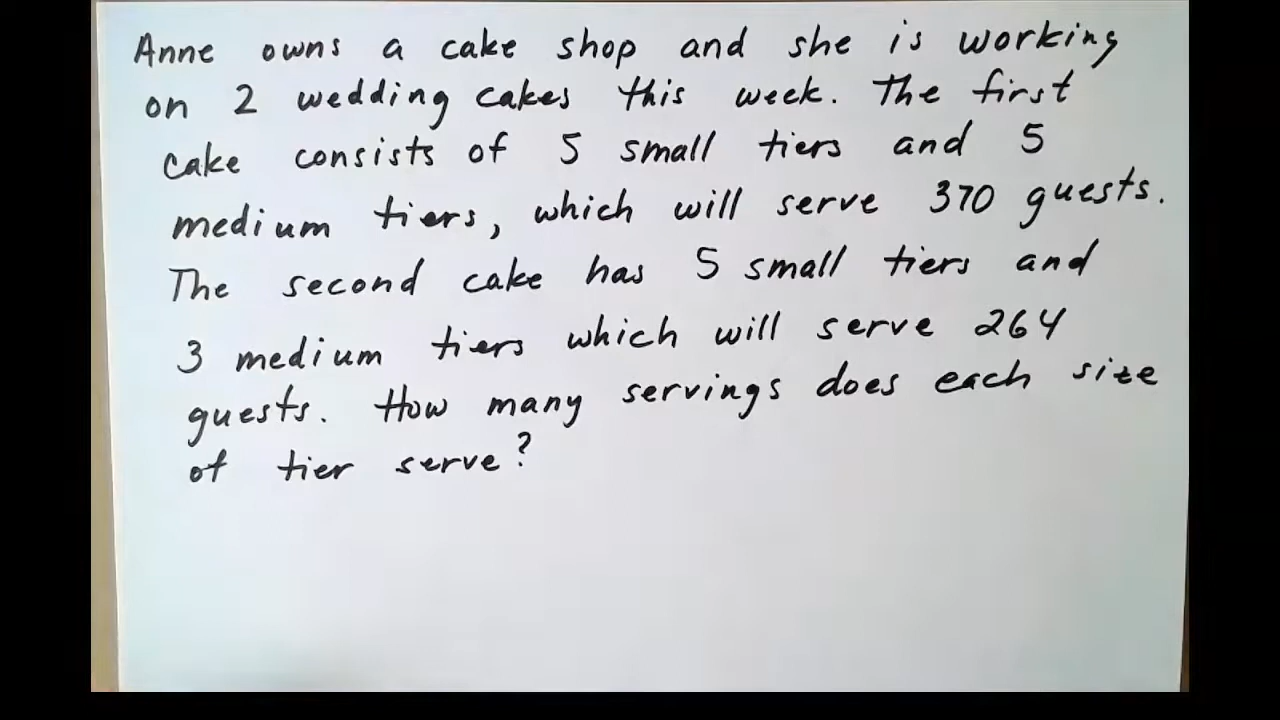 Anne owns a cake shop and she is working
on 2 wedding cakes this week. The first
cake consists of 5 small tiers and 5
medium tiers, which will serve 370 guests.
The second cake has 5 small tiers and
3 medium tiers which will serve 264
guests. How many servings does each size
of tier serve?